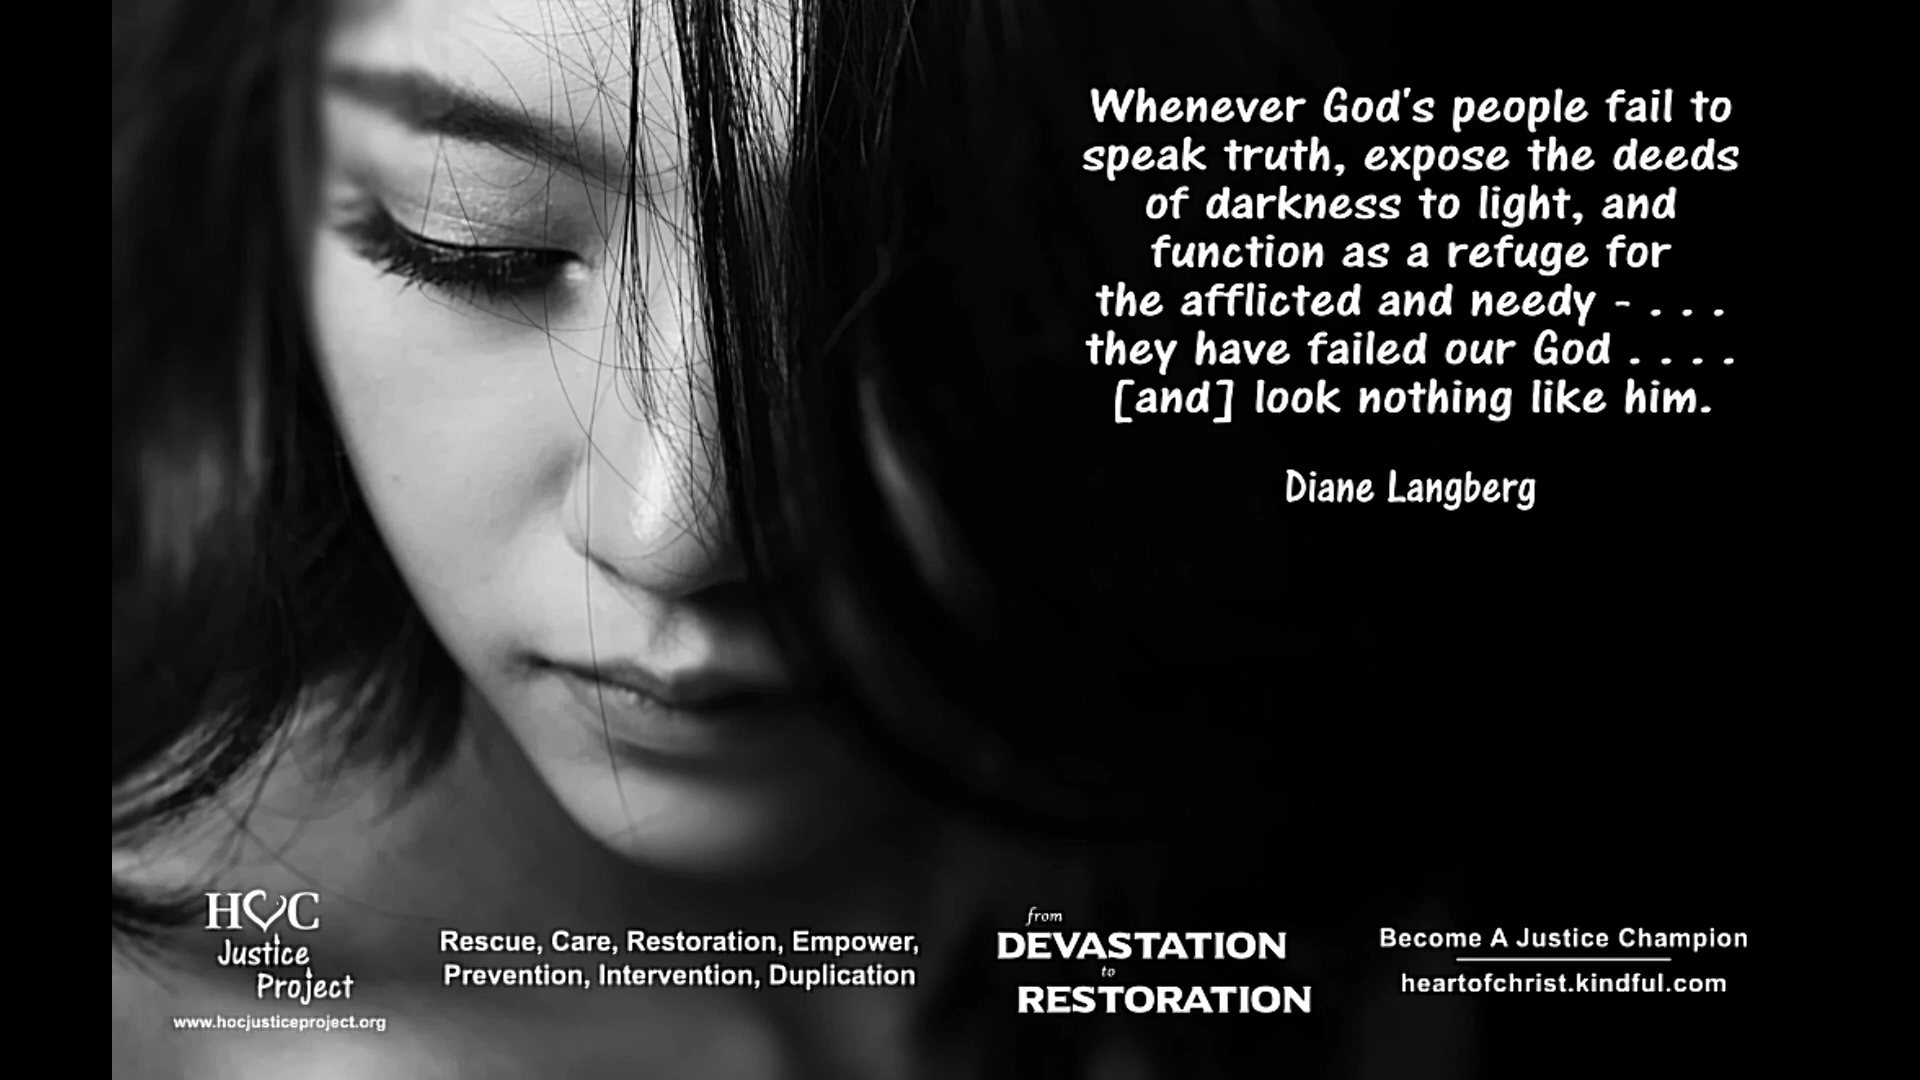 Whenever God's people fail to
speak truth, expose the deeds
of darkness to light, and
function as a refuge for
the afflicted and needy - . . .
they have failed our God . . . .
[and] look nothing like him.
Diane Langberg
HC
Justice
Project
www.hocjusticeproject.org
Rescue, Care, Restoration, Empower,
Prevention, Intervention, Duplication
from
DEVASTATION
to
RESTORATION
Become A Justice Champion
heartofchrist.kindful.com